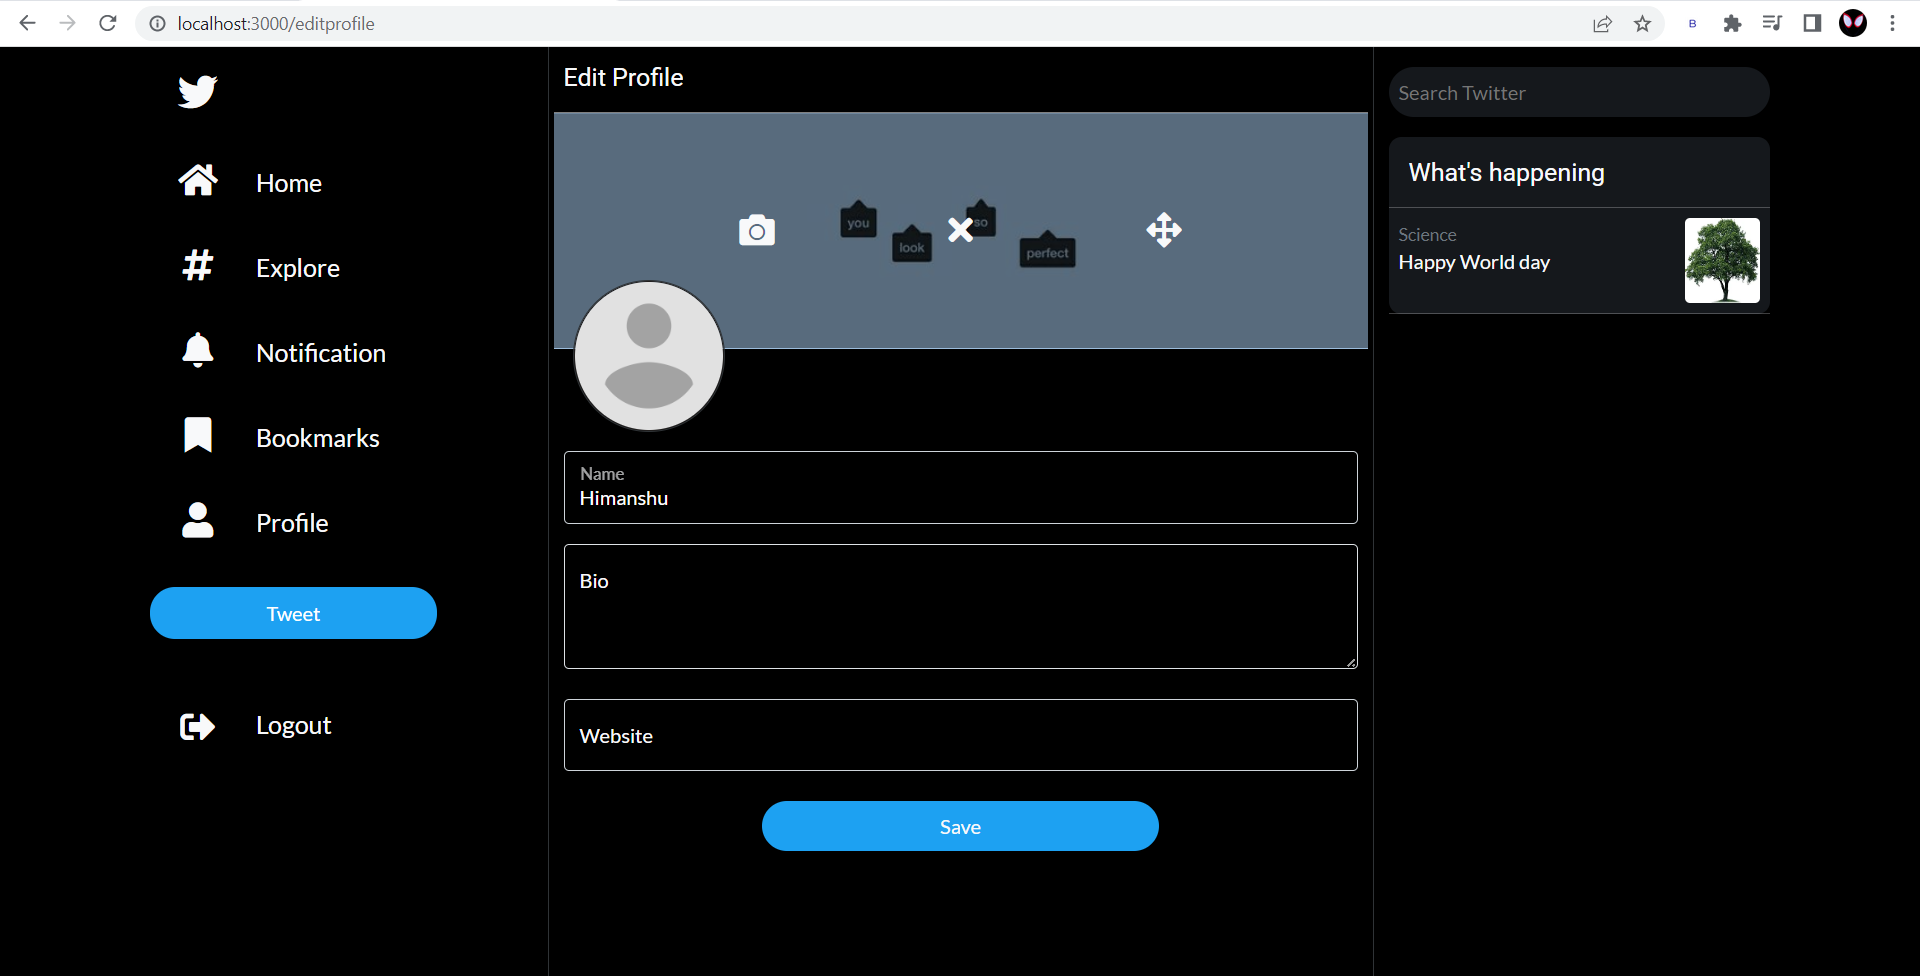 localhost:3000/editprofile
B
Home
Explore
Notification
Bookmarks
Profile
Tweet
Logout
Edit Profile
you
look
so
perfect
Name
Himanshu
Bio
Website
Save
Search Twitter
What's happening
Science
Happy World day